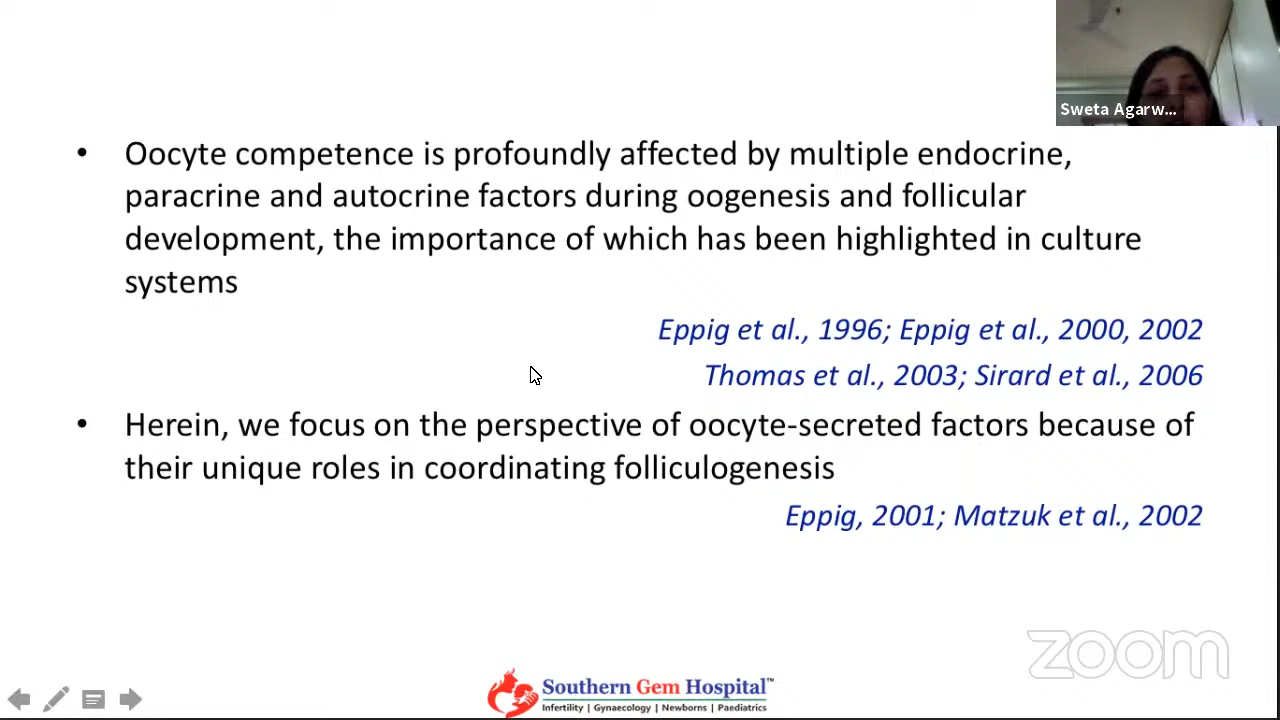 Sweta Agarw...
• Oocyte competence is profoundly affected by multiple endocrine,
paracrine and autocrine factors during oogenesis and follicular
development, the importance of which has been highlighted in culture
systems
Eppig et al., 1996; Eppig et al., 2000, 2002
Thomas et al., 2003; Sirard et al., 2006
• Herein, we focus on the perspective of oocyte-secreted factors because of
their unique roles in coordinating folliculogenesis
Eppig, 2001; Matzuk et al., 2002
zoom
Southern Gem Hospital™
Infertility | Gynaecology | Newborns | Paediatrics